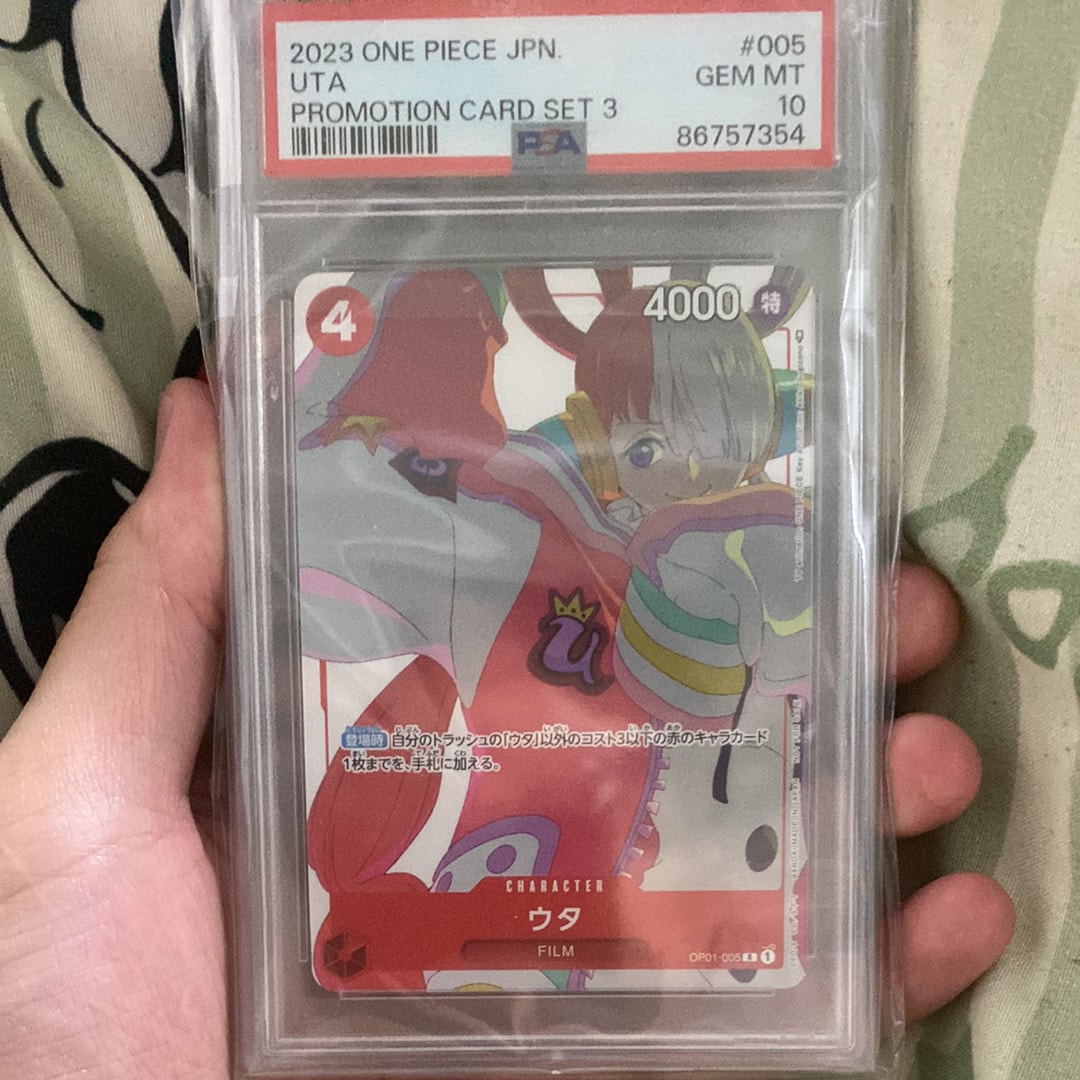 2023 ONE PIECE JPN. #005
UTA GEM MT
PROMOTION CARD SET 3 10
PSA 86757354
4 4000 特
登場時 自分のトラッシュの「ウタ」以外のコスト3以下の赤のキャラカード
1枚までを、手札に加える。
U
CHARACTER
ウタ
FILM
OP01-005 R 1